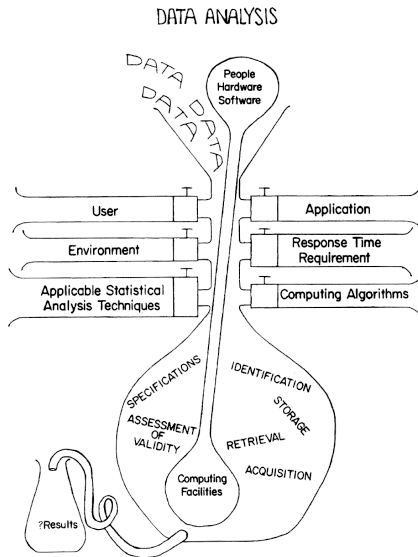 DATA ANALYSIS
DATA
DATA
DATA
DATA
People
Hardware
Software
User
Application
Environment
Response Time
Requirement
Applicable Statistical
Analysis Techniques
Computing Algorithms
SPECIFICATIONS
IDENTIFICATION
STORAGE
ASSESSMENT
OF
VALIDITY
RETRIEVAL
ACQUISITION
Computing
Facilities
?Results